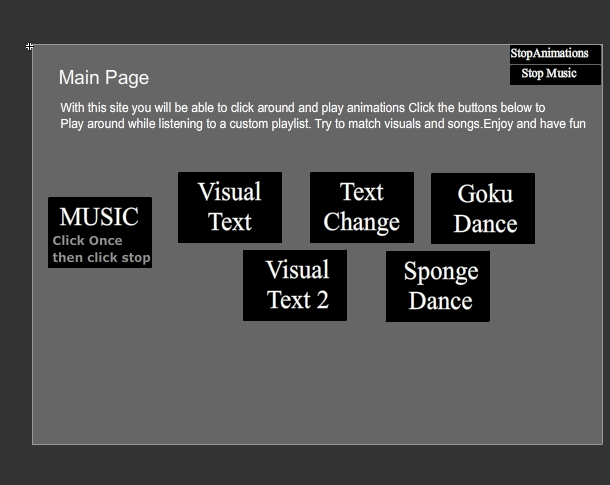 StopAnimations
Stop Music
Main Page
With this site you will be able to click around and play animations Click the buttons below to
Play around while listening to a custom playlist. Try to match visuals and songs.Enjoy and have fun
MUSIC
Click Once
then click stop
Visual
Text
Text
Change
Goku
Dance
Visual
Text 2
Sponge
Dance